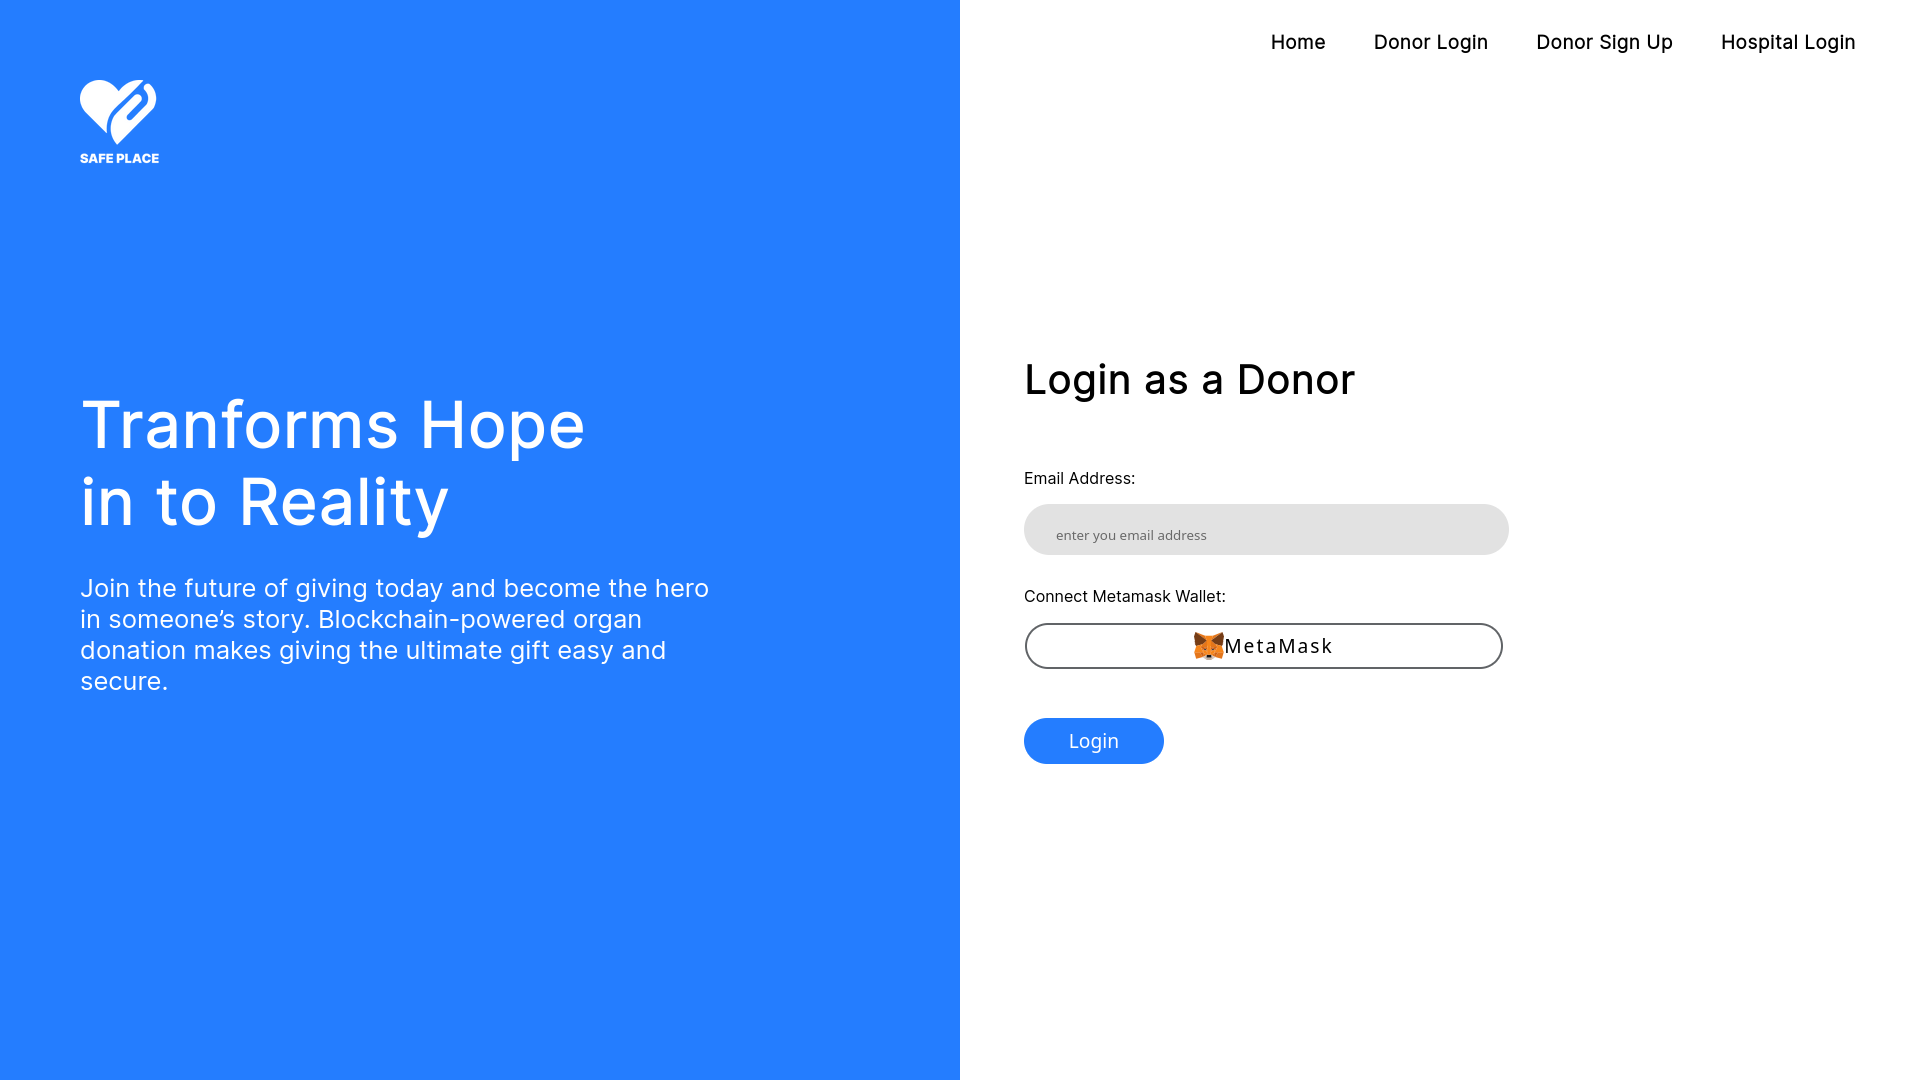 Home Donor Login Donor Sign Up Hospital Login
SAFE PLACE
Tranforms Hope
in to Reality
Join the future of giving today and become the hero
in someone’s story. Blockchain-powered organ
donation makes giving the ultimate gift easy and
secure.
Login as a Donor
Email Address:
enter you email address
Connect Metamask Wallet:
MetaMask
Login